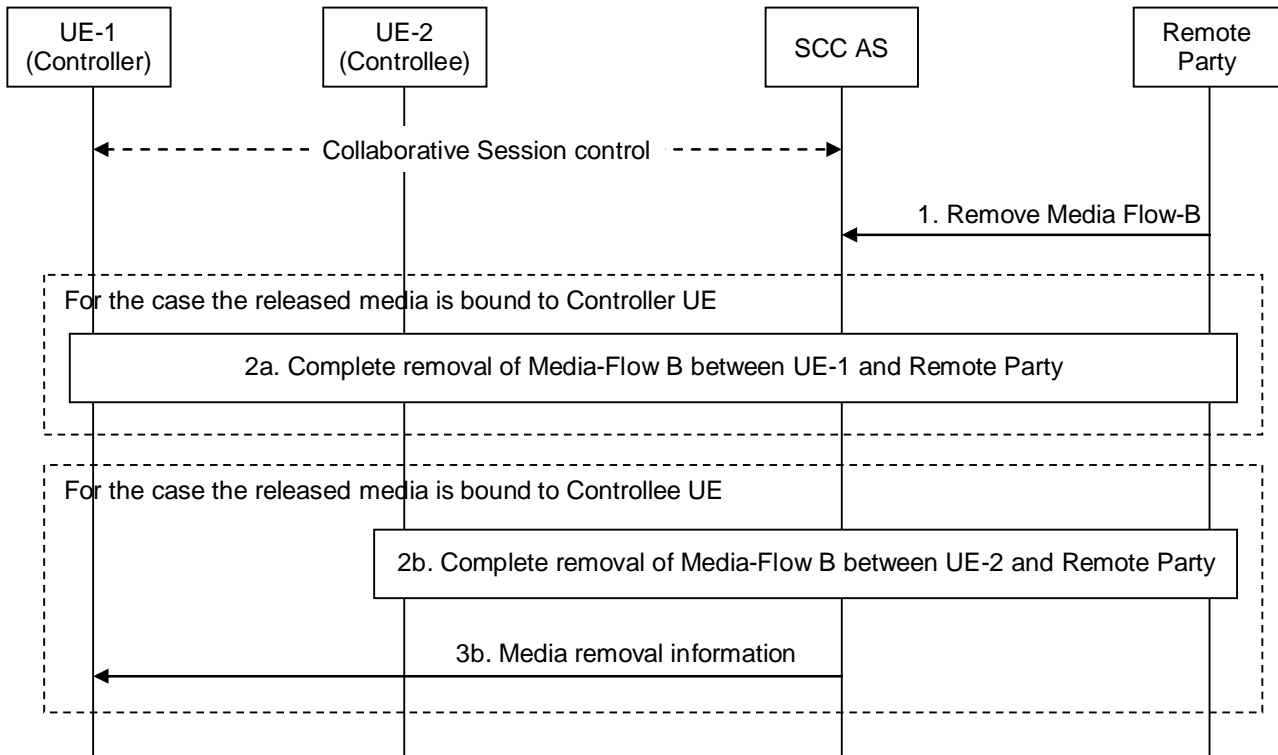 UE-1
(Controller)
UE-2
(Controllee)
SCC AS
Remote
Party
Collaborative Session control
1. Remove Media Flow-B
For the case the released media is bound to Controller UE
2a. Complete removal of Media-Flow B between UE-1 and Remote Party
For the case the released media is bound to Controllee UE
2b. Complete removal of Media-Flow B between UE-2 and Remote Party
3b. Media removal information